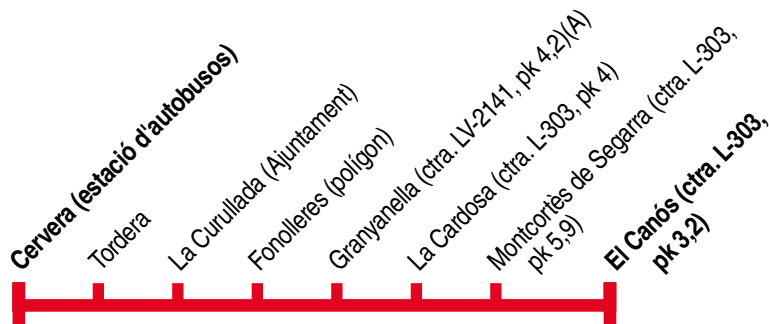 Cervera (estació d'autobusos)
Tordera
La Curullada (Ajuntament)
Fonolleres (polígon)
Granyanella (ctra. LV-2141, pk 4,2)(A)
La Cardosa (ctra. L-303, pk 4)
Montcortès de Segarra (ctra. L-303,
pk 5,9)
El Canós (ctra. L-303,
pk 3,2)